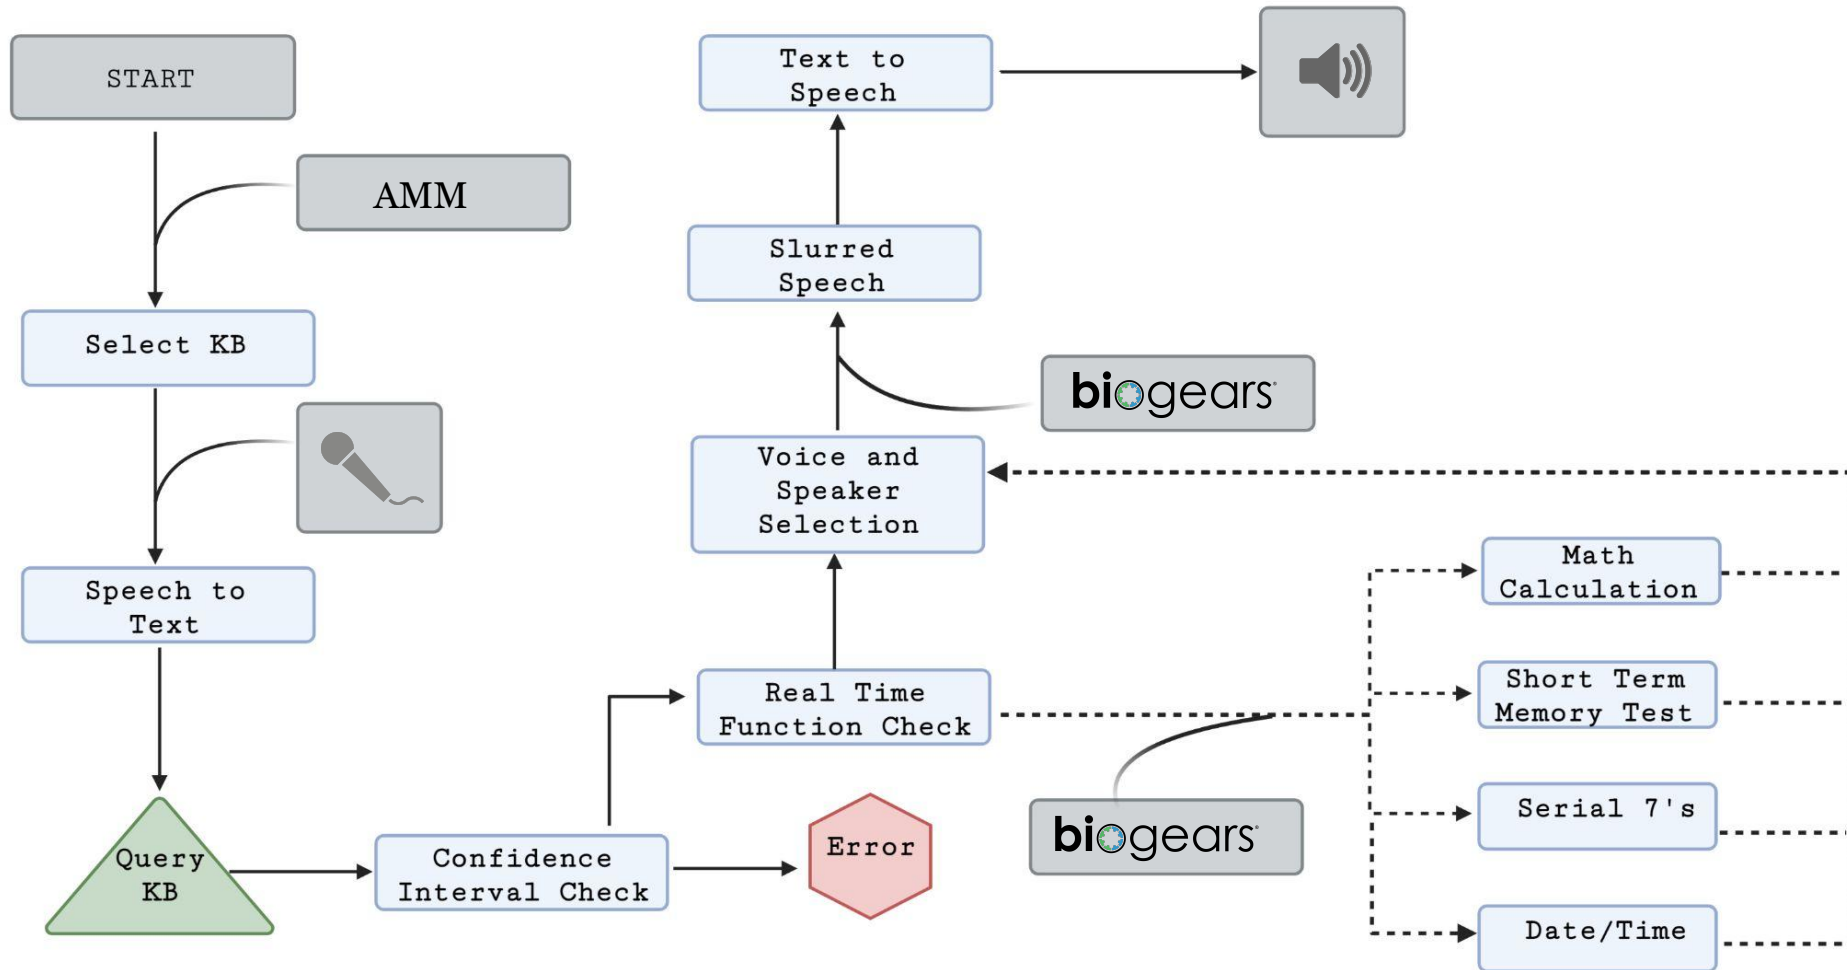 START
AMM
Select KB
Speech to
Text
Query
KB
Confidence
Interval Check
Error
Real Time
Function Check
Voice and
Speaker
Selection
Slurred
Speech
Text to
Speech
biogears
biogears
Math
Calculation
Short Term
Memory Test
Serial 7's
Date/Time